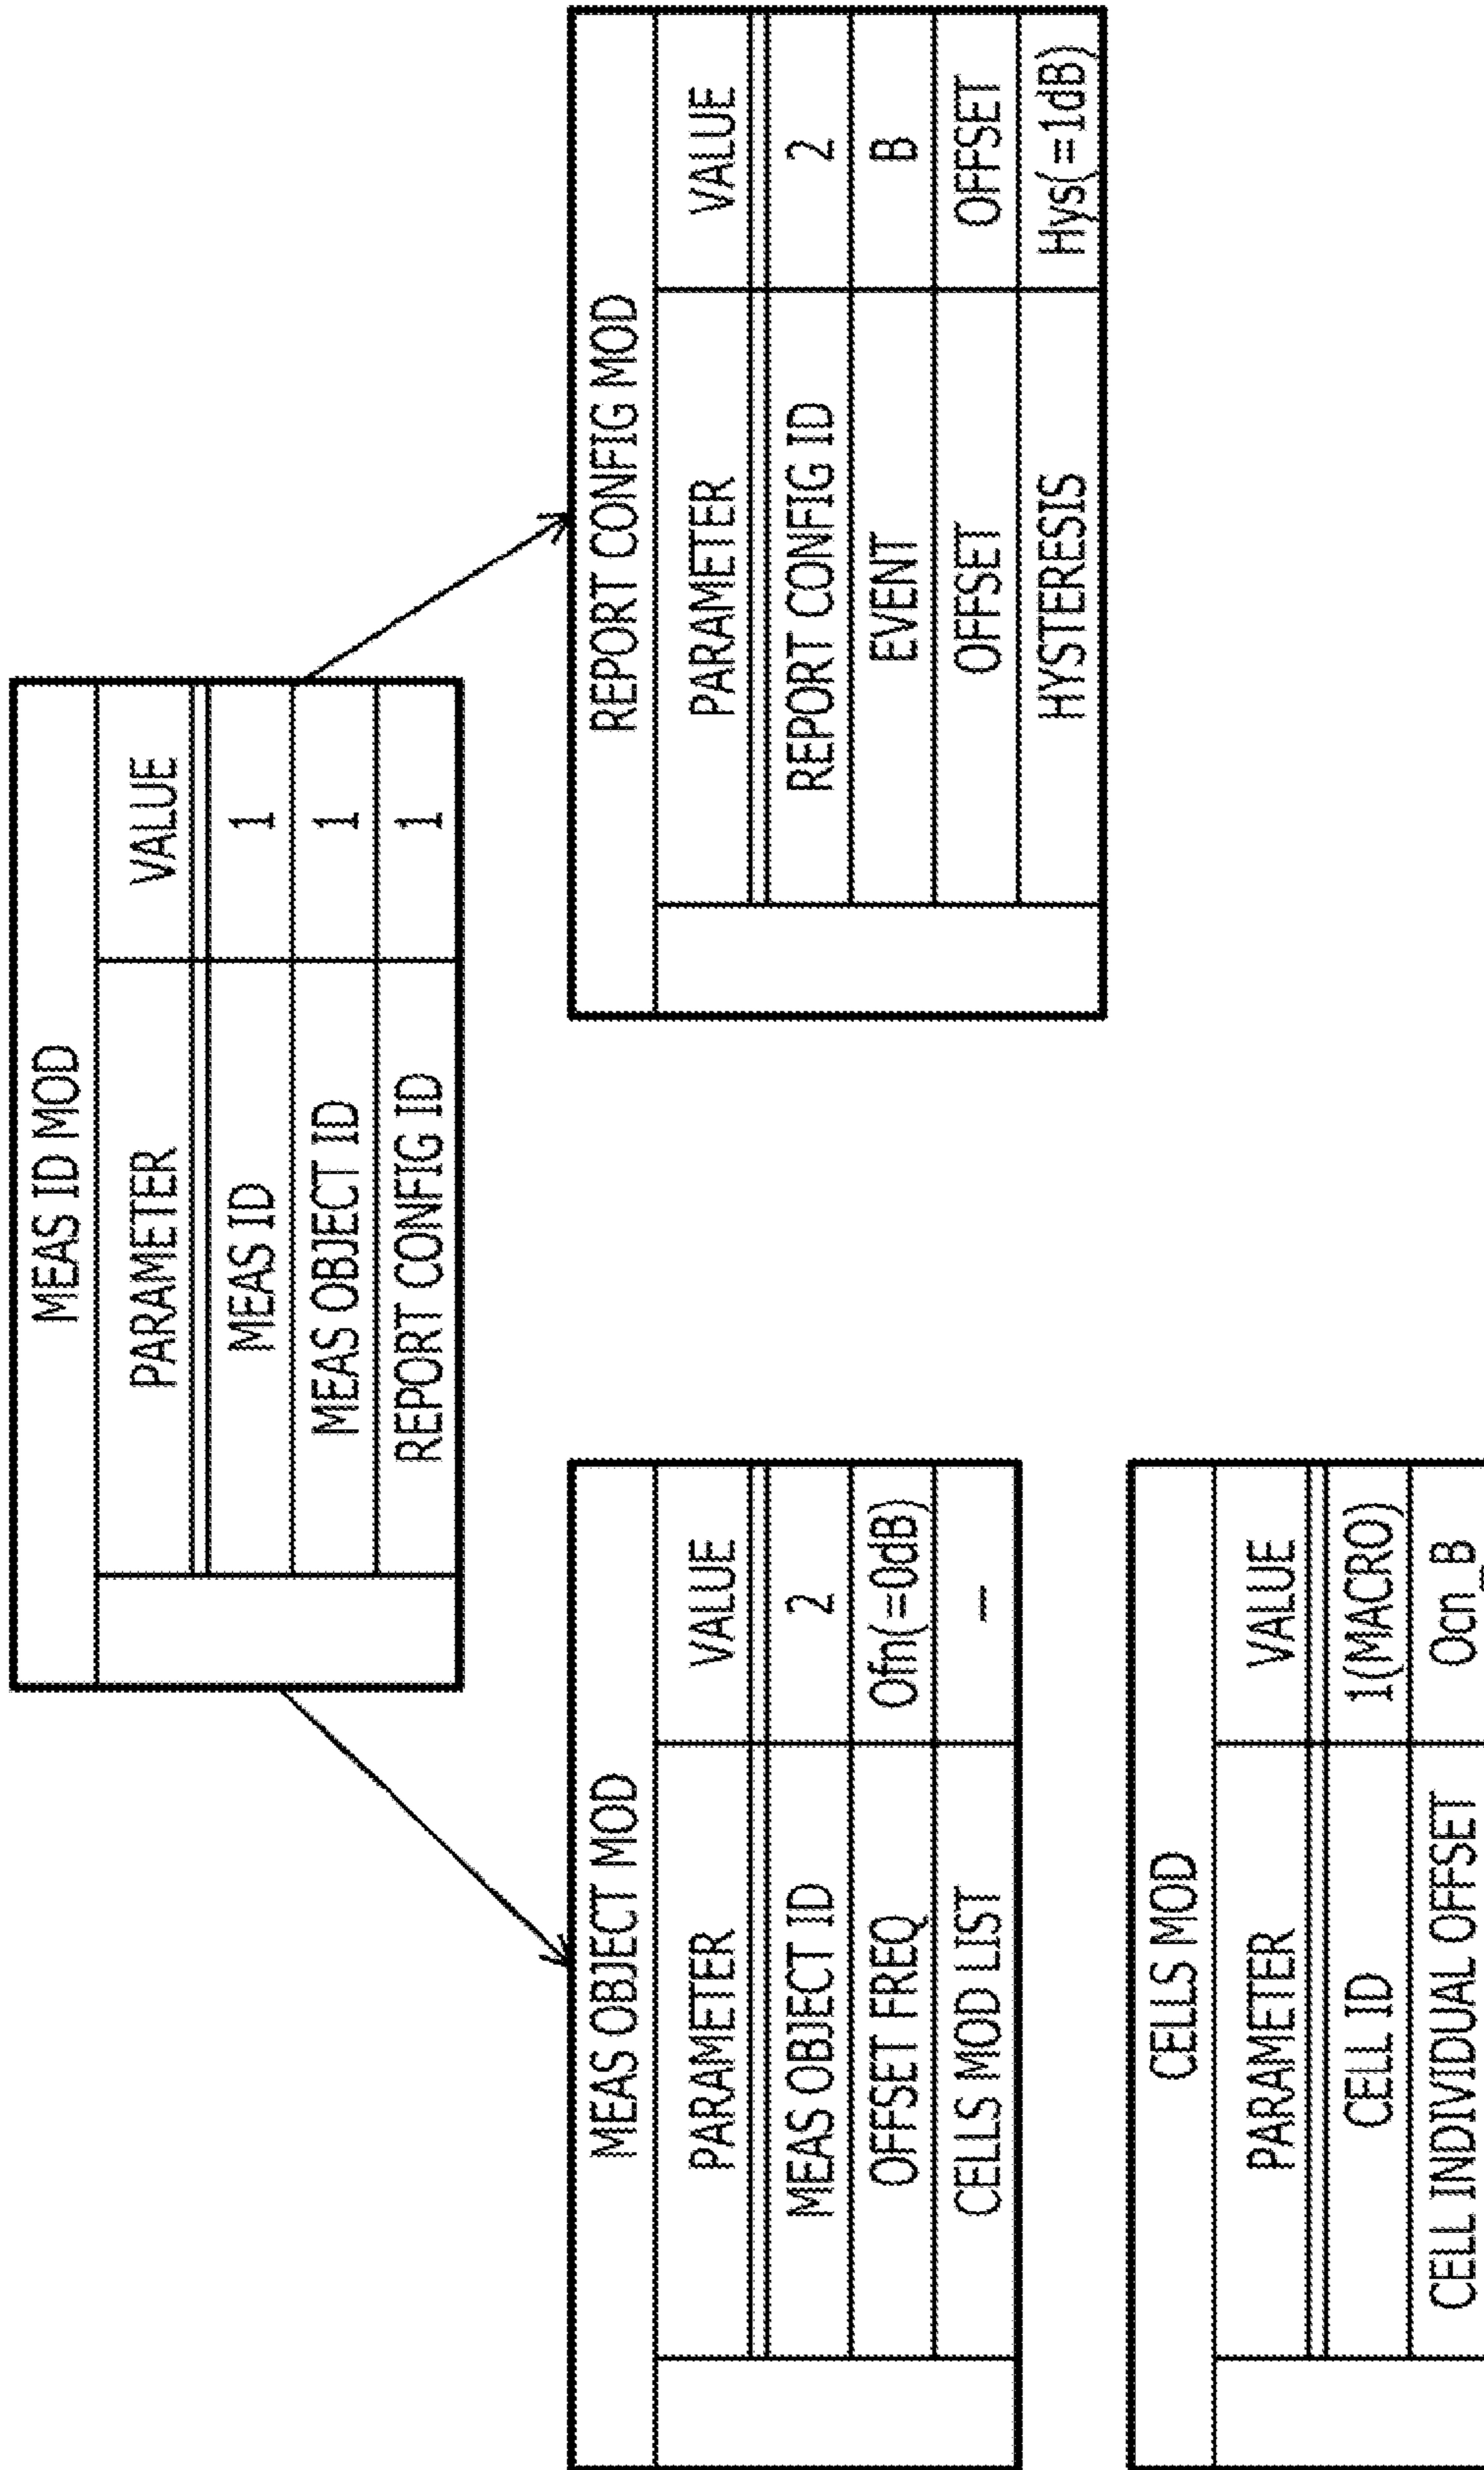 MEAS ID MOD
PARAMETER VALUE
MEAS ID 1
MEAS OBJECT ID 1
REPORT CONFIG ID 1
MEAS OBJECT MOD
PARAMETER VALUE
MEAS OBJECT ID 2
OFFSET FREQ Ofn(=0dB)
CELLS MOD LIST —
REPORT CONFIG MOD
PARAMETER VALUE
REPORT CONFIG ID 2
EVENT B
OFFSET OFFSET
HYSTERESIS Hys(=1dB)
CELLS MOD
PARAMETER VALUE
CELL ID 1(MACRO)
CELL INDIVIDUAL OFFSET Ocn_B